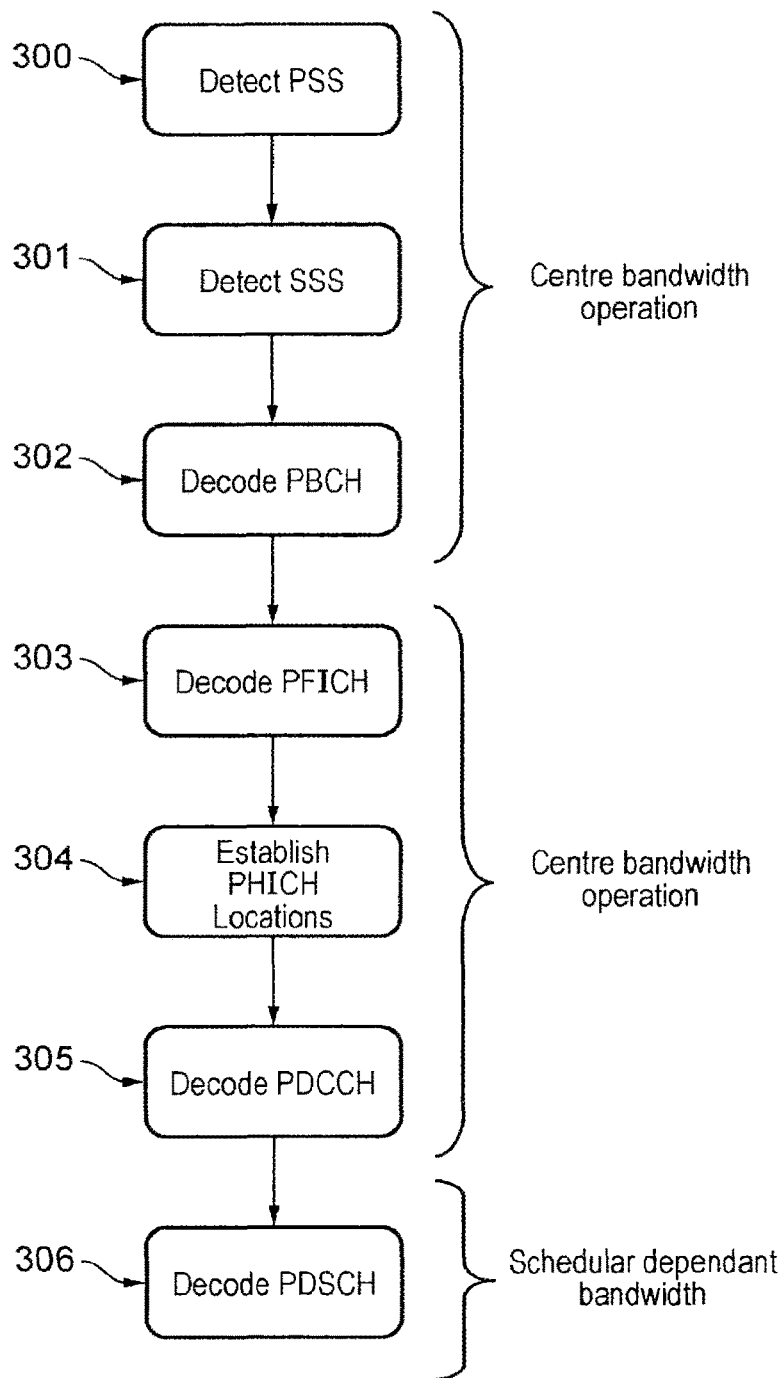 300
Detect PSS
301
Detect SSS
Centre bandwidth
operation
302
Decode PBCH
303
Decode PFICH
304
Establish
PHICH
Locations
Centre bandwidth
operation
305
Decode PDCCH
306
Decode PDSCH
Schedular dependant
bandwidth